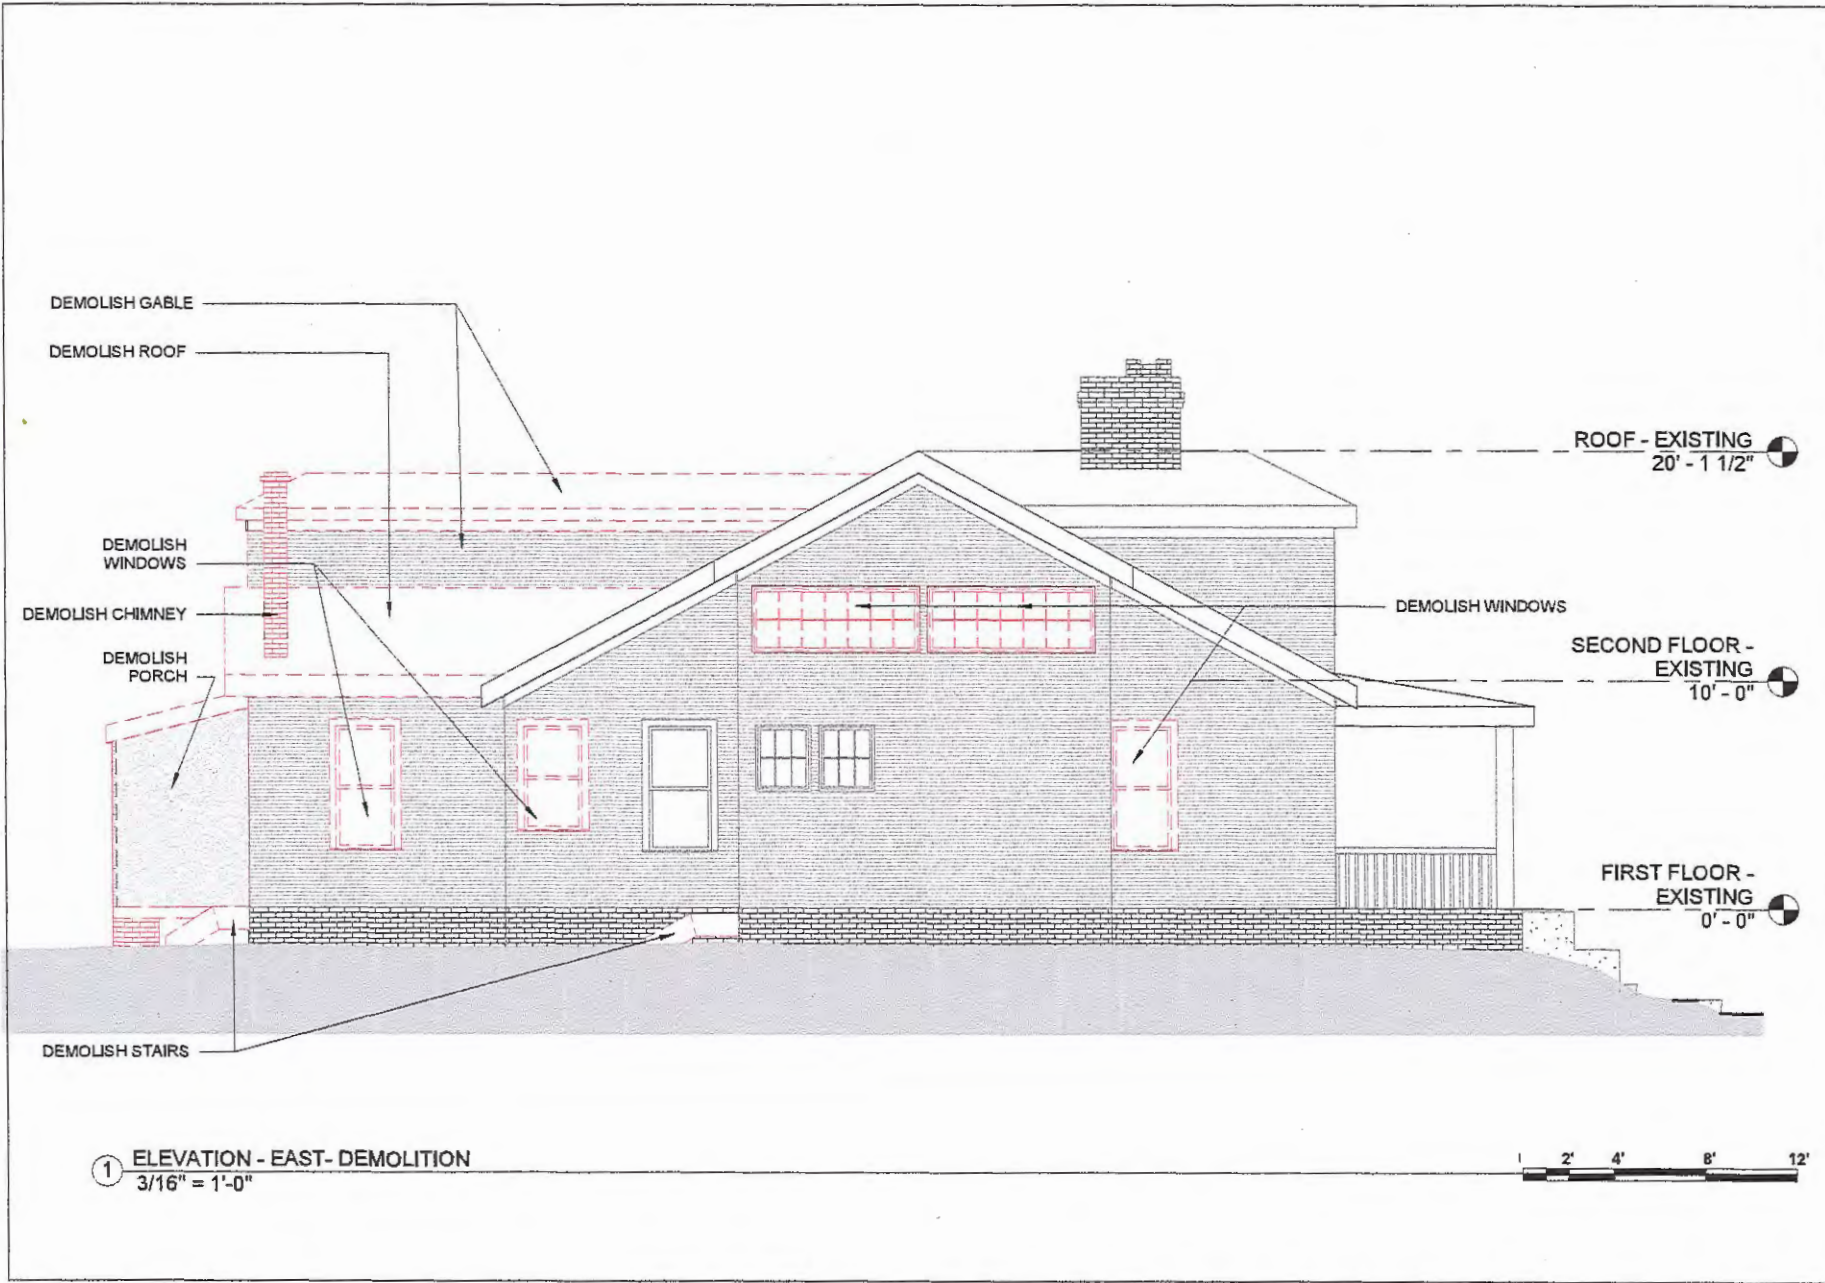 DEMOLISH GABLE
DEMOLISH ROOF
DEMOLISH
WINDOWS
DEMOLISH CHIMNEY
DEMOLISH
PORCH
DEMOLISH STAIRS
ROOF - EXISTING
20' - 1 1/2"
DEMOLISH WINDOWS
SECOND FLOOR -
EXISTING
10' - 0"
FIRST FLOOR -
EXISTING
0' - 0"
1
ELEVATION - EAST- DEMOLITION
3/16" = 1'-0"
2' 4' 8' 12'